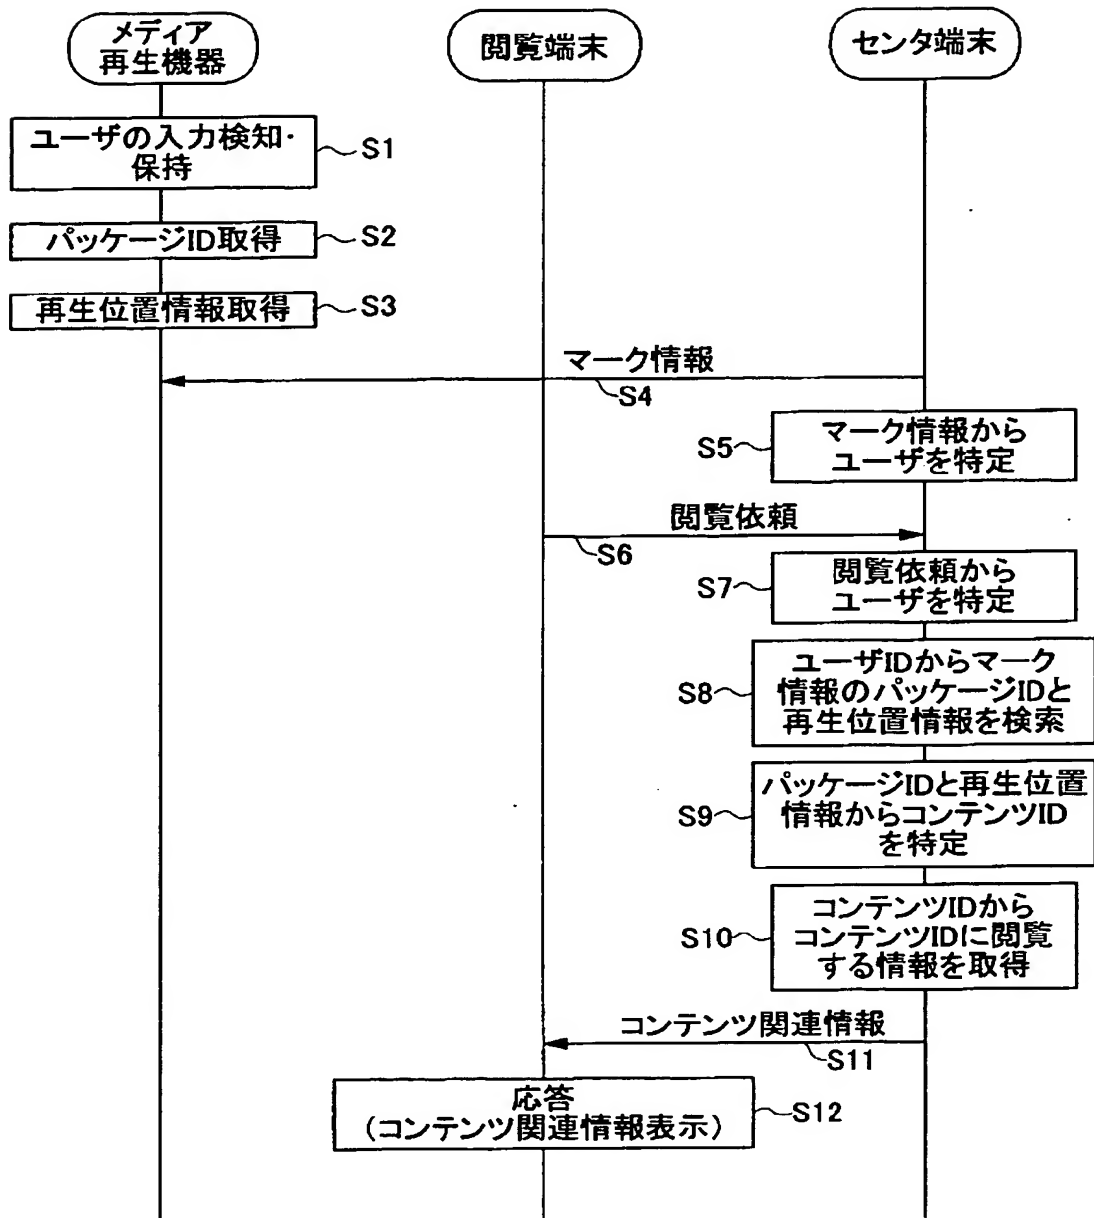 メディア
再生機器
閲覧端末
センタ端末
ユーザの入力検知・
保持
S1
パッケージID取得
S2
再生位置情報取得
S3
マーク情報
S4
マーク情報から
ユーザを特定
S5
閲覧依頼
S6
閲覧依頼から
ユーザを特定
S7
ユーザIDからマーク
情報のパッケージIDと
再生位置情報を検索
S8
パッケージIDと再生位置
情報からコンテンツID
を特定
S9
コンテンツIDから
コンテンツIDに閲覧
する情報を取得
S10
コンテンツ関連情報
S11
応答
(コンテンツ関連情報表示)
S12